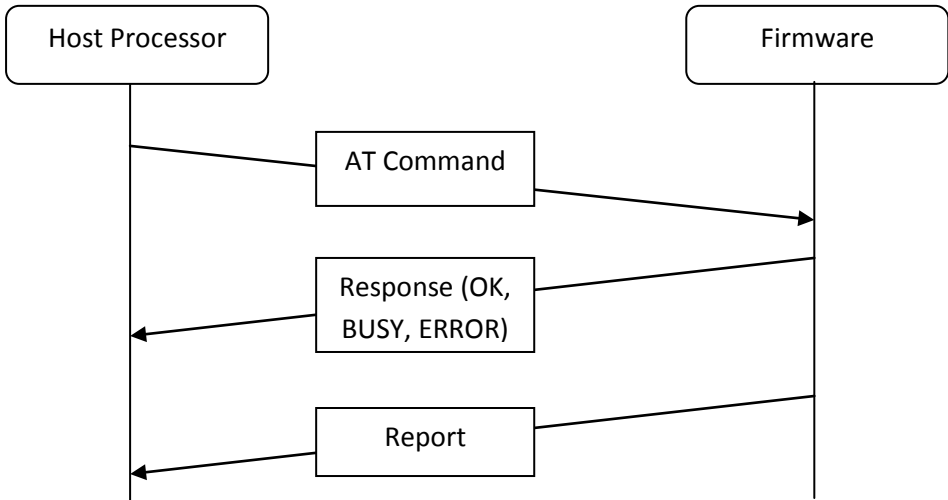 Host Processor
Firmware
AT Command
Response (OK,
BUSY, ERROR)
Report